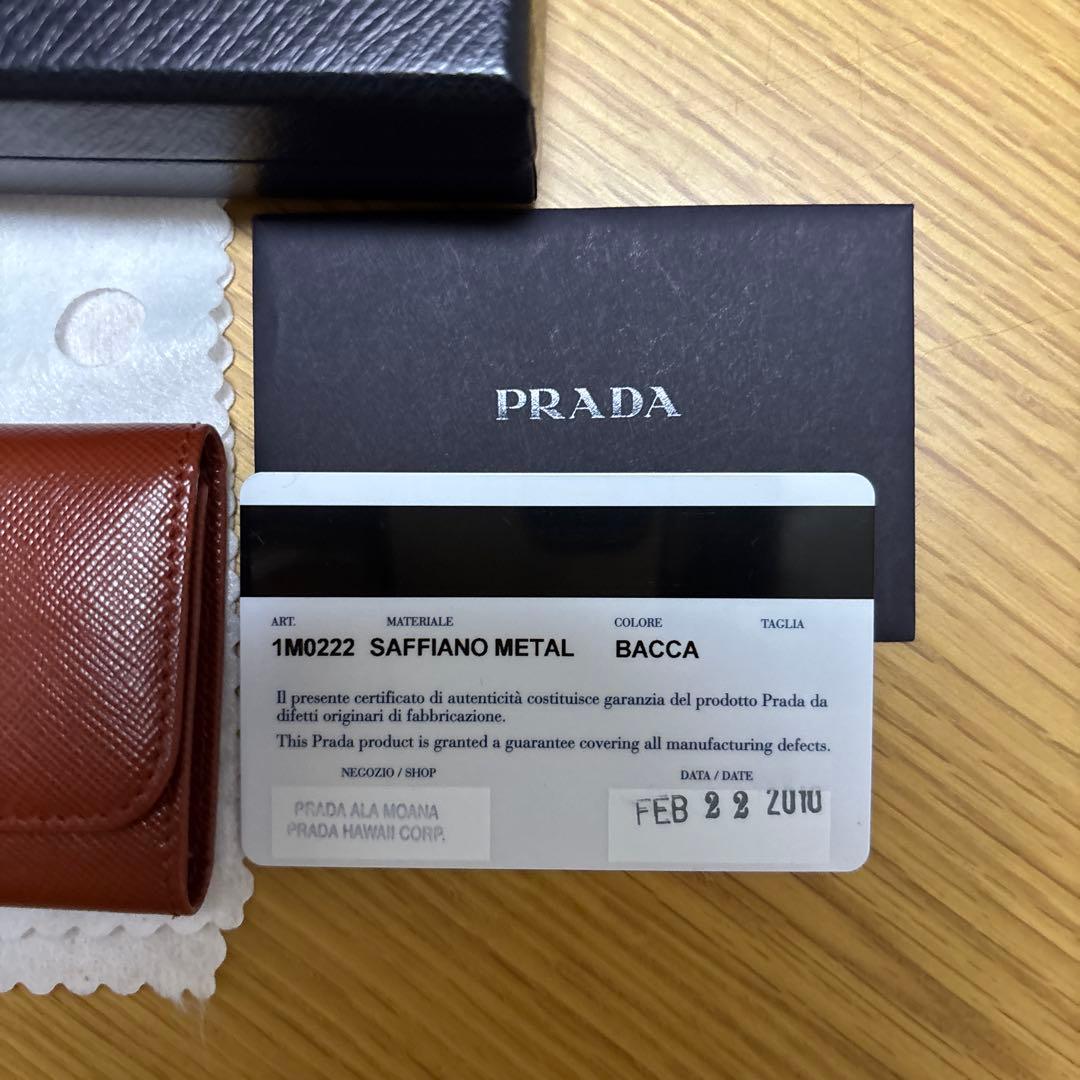 PRADA
ART. MATERIALE COLORE TAGLIA
1M0222 SAFFIANO METAL BACCA
Il presente certificato di autenticità costituisce garanzia del prodotto Prada da
difetti originari di fabbricazione.
This Prada product is granted a guarantee covering all manufacturing defects.
NEGOZIO / SHOP DATA / DATE
PRADA ALA MOANA
PRADA HAWAII CORP.
FEB 22 2010